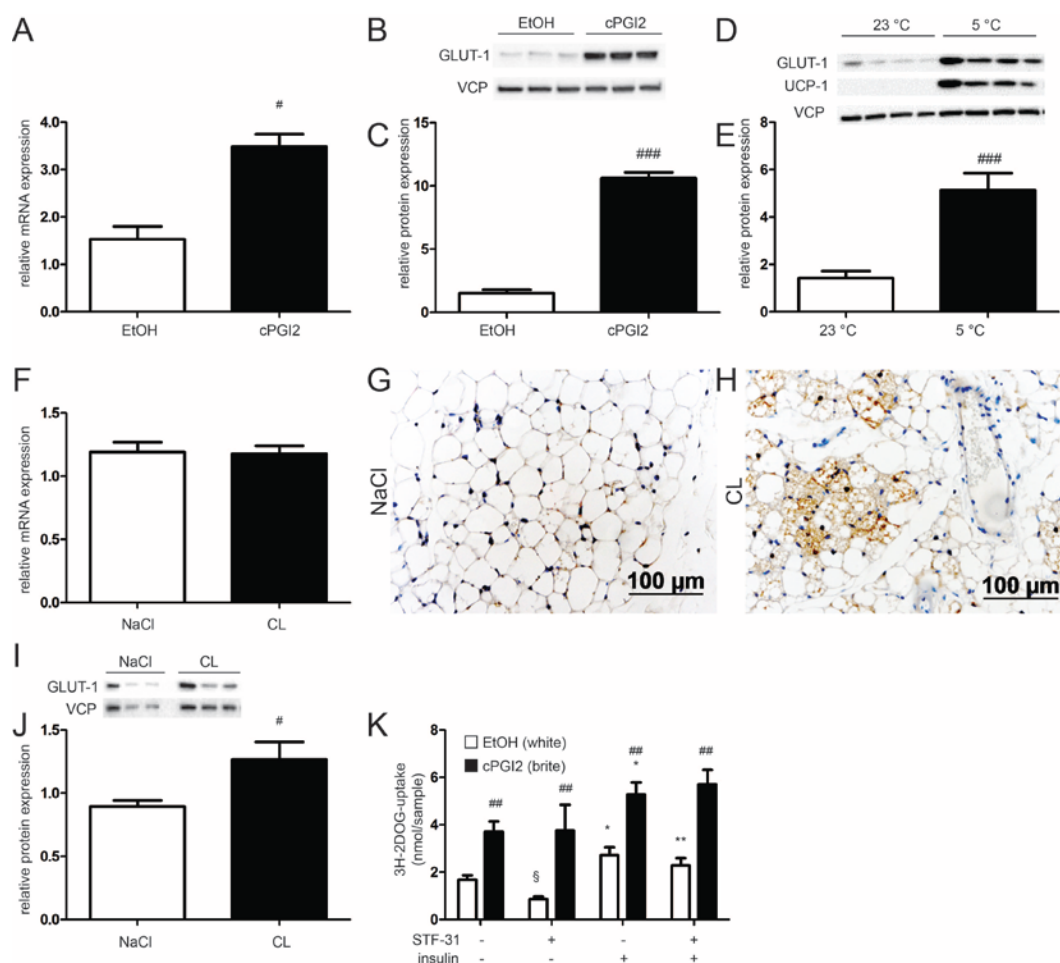 A
relative mRNA expression
4.0
3.0
2.0
1.0
0.0
#
EtOH
cPGI2
B
EtOH
cPGI2
GLUT-1
VCP
C
relative protein expression
15
10
5
0
###
EtOH
cPGI2
D
23 °C
5 °C
GLUT-1
UCP-1
VCP
E
relative protein expression
8
6
4
2
0
###
23 °C
5 °C
F
relative mRNA expression
1.5
1.0
0.5
0.0
NaCl
CL
G
NaCl
100 µm
H
CL
100 µm
I
NaCl
CL
GLUT-1
VCP
J
relative protein expression
1.5
1.0
0.5
0.0
#
NaCl
CL
K
EtOH (white)
cPGI2 (brite)
3H-2DOG-uptake
(nmol/sample)
8
6
4
2
0
##
§
##
*
##
*
**
##
STF-31 - + - +
insulin - - + +